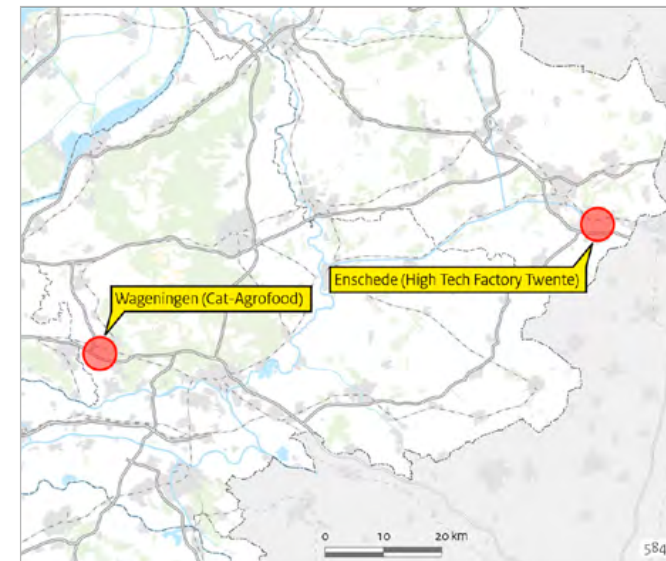 Enschede (High Tech Factory Twente)
Wageningen (Cat-Agrofood)
0 10 20 km
584